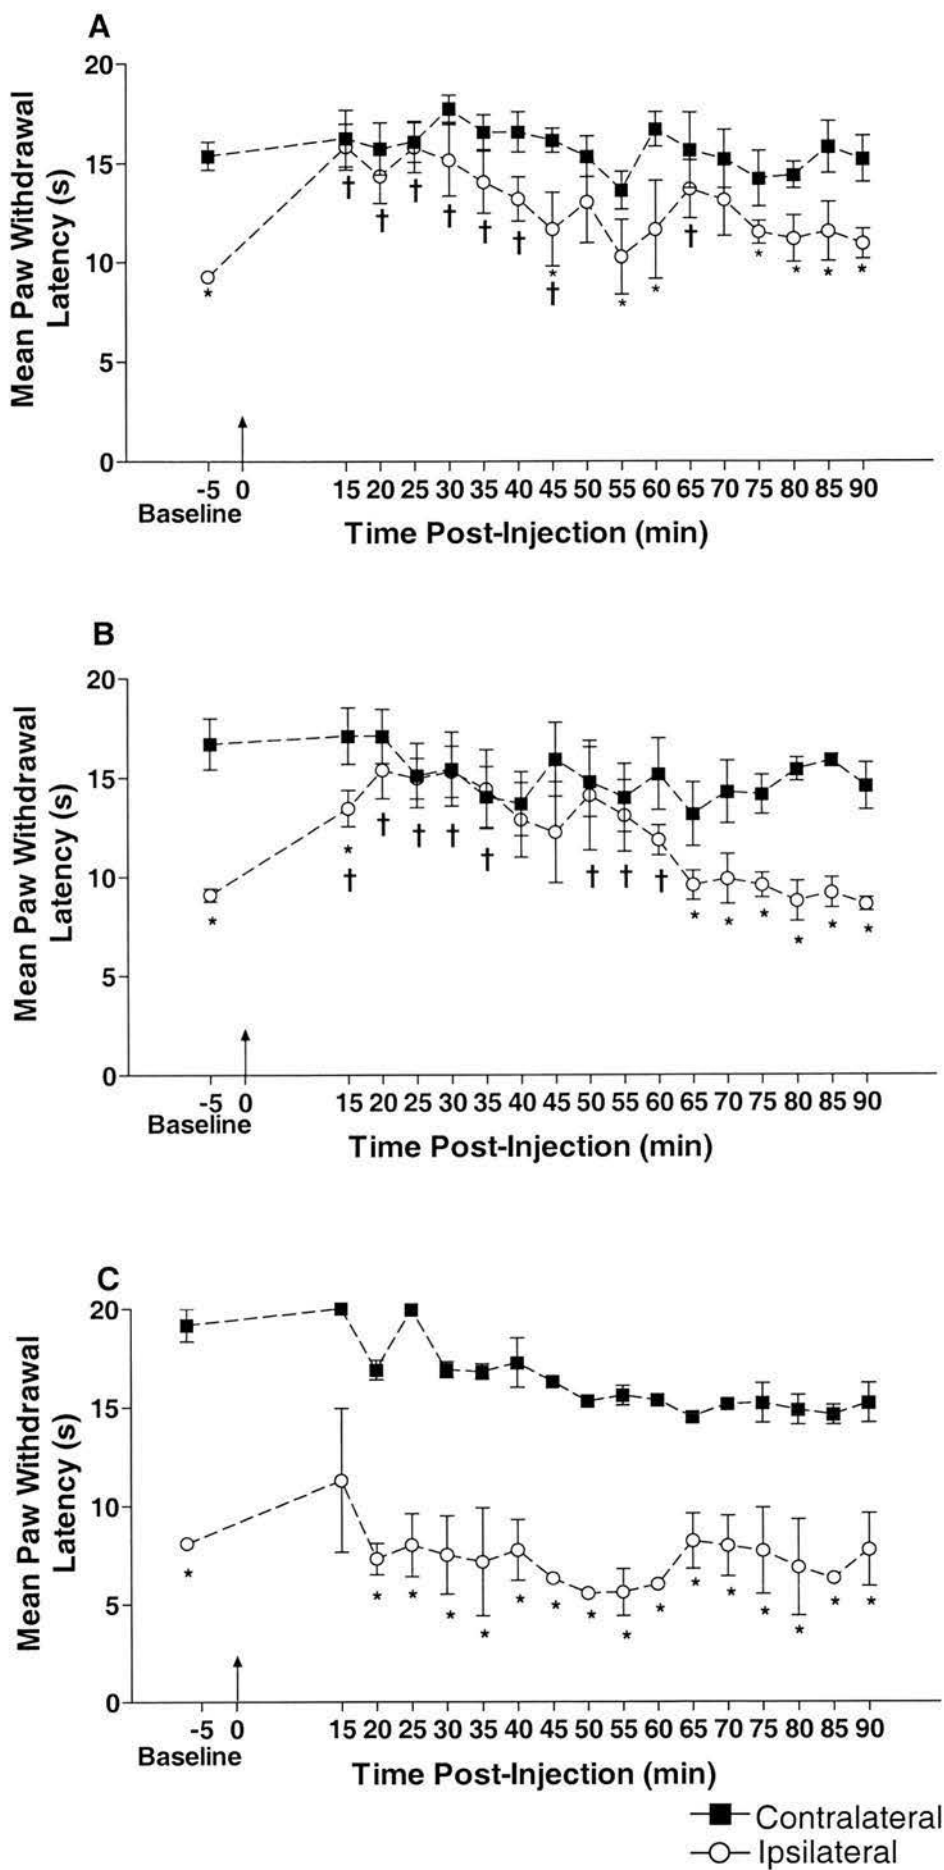 A
Mean Paw Withdrawal
Latency (s)
20
15
10
5
0
* † † † † † † * † * * † * * * *
-5 0 15 20 25 30 35 40 45 50 55 60 65 70 75 80 85 90
Baseline
Time Post-Injection (min)
B
Mean Paw Withdrawal
Latency (s)
20
15
10
5
0
* * † † † † † † † † * * * * * *
-5 0 15 20 25 30 35 40 45 50 55 60 65 70 75 80 85 90
Baseline
Time Post-Injection (min)
C
Mean Paw Withdrawal
Latency (s)
20
15
10
5
0
* * * * * * * * * * * * * * * *
-5 0 15 20 25 30 35 40 45 50 55 60 65 70 75 80 85 90
Baseline
Time Post-Injection (min)
Contralateral
Ipsilateral